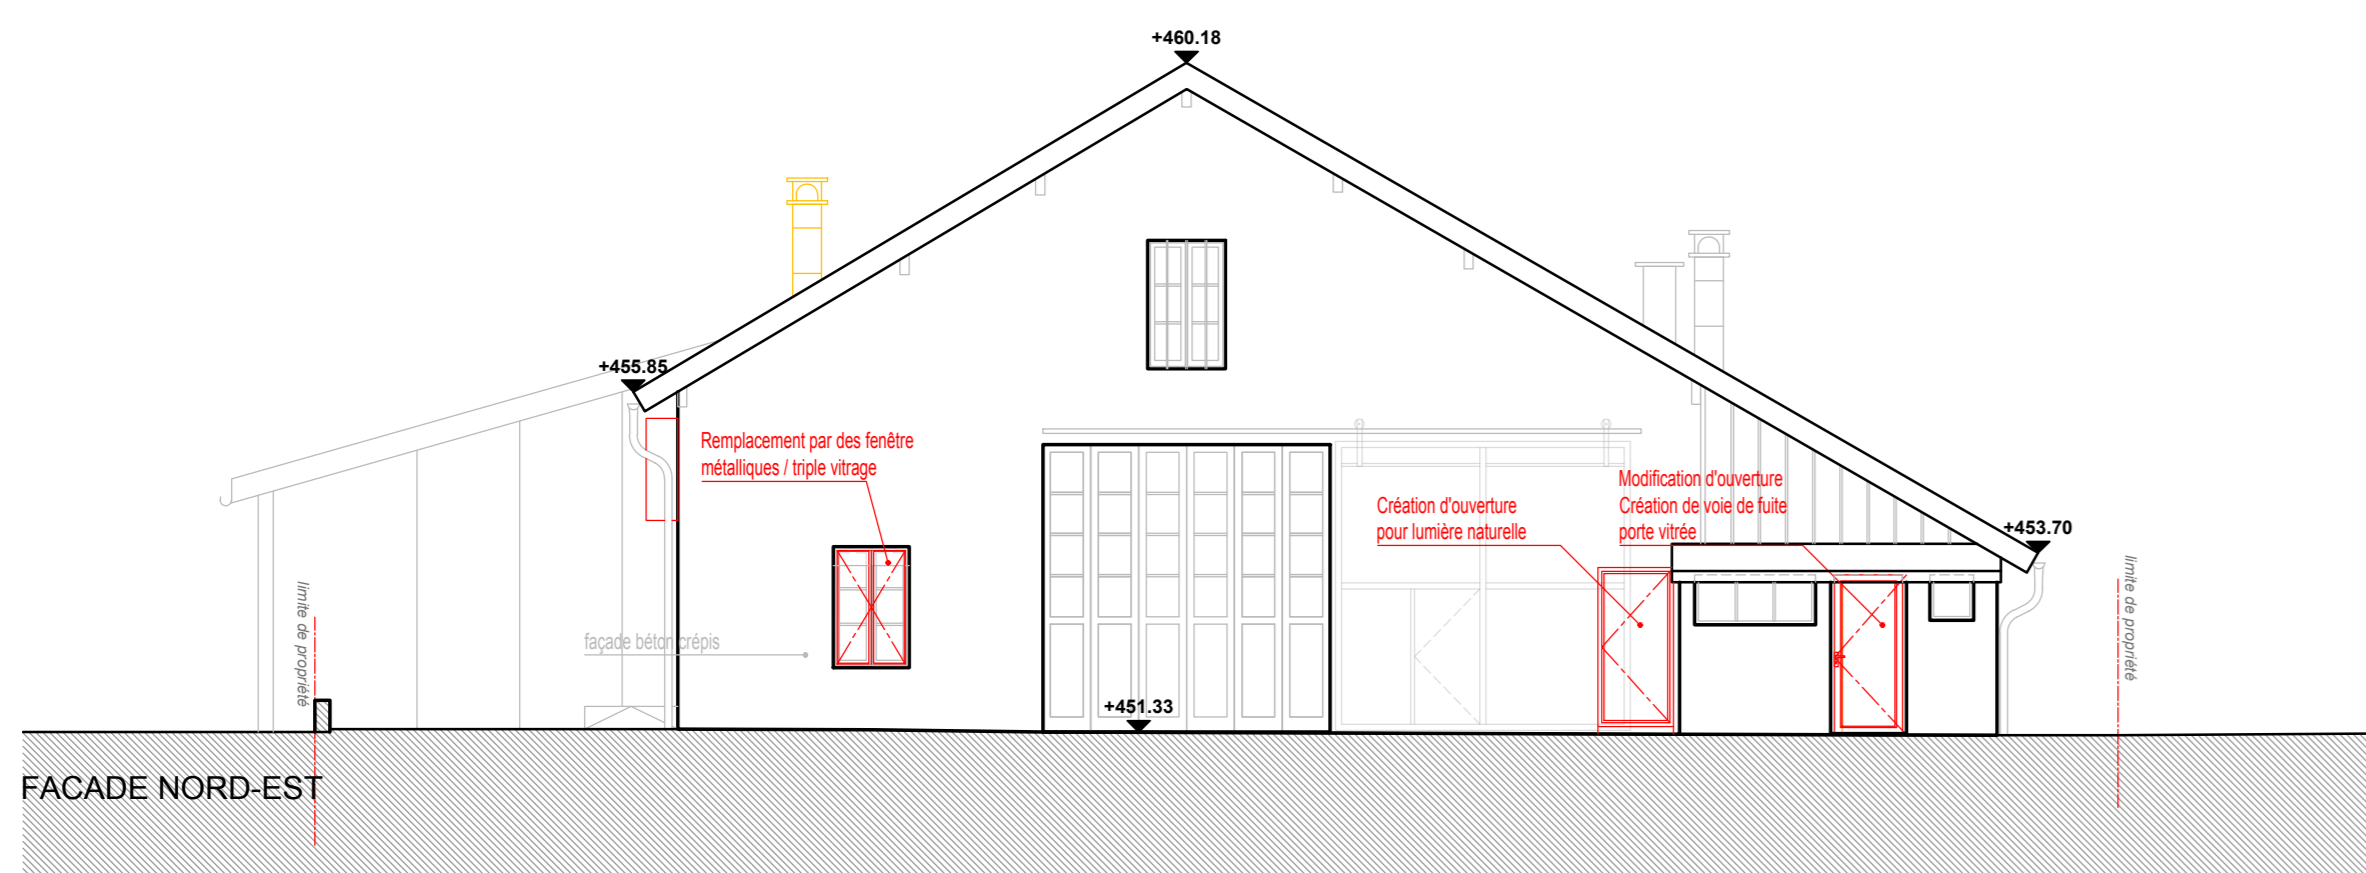 +460.18
+455.85
Remplacement par des fenêtre
métalliques / triple vitrage
Création d'ouverture
pour lumière naturelle
Modification d'ouverture
Création de voie de fuite
porte vitrée
+453.70
limite de propriété
limite de propriété
façade béton crépis
+451.33
FACADE NORD-EST